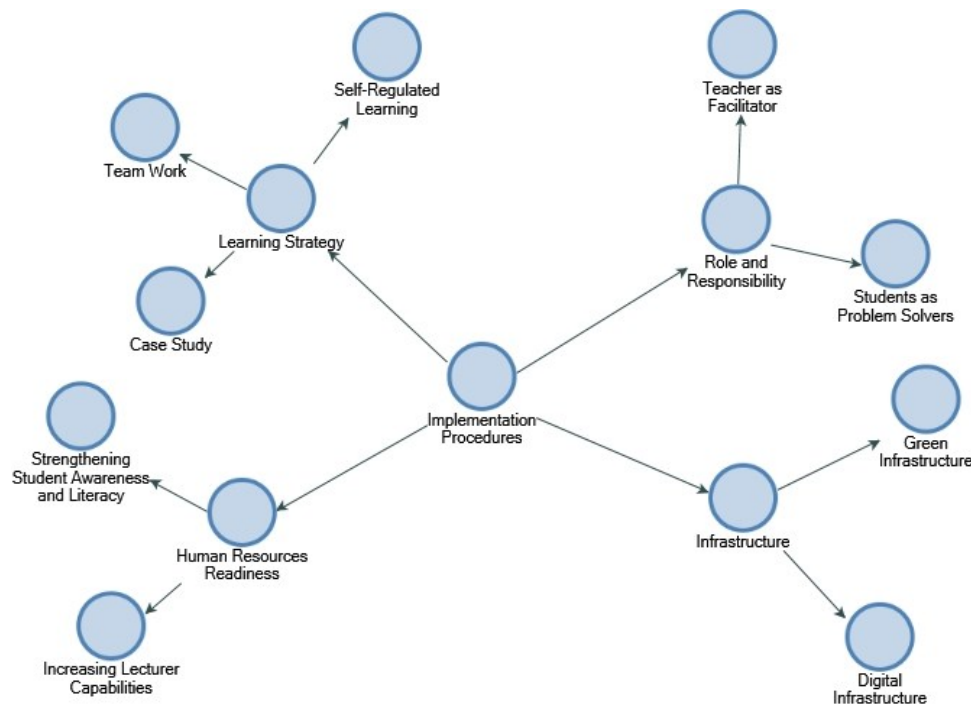 Self-Regulated
Learning
Teacher as
Facilitator
Team Work
Learning Strategy
Role and
Responsibility
Students as
Problem Solvers
Case Study
Implementation
Procedures
Green
Infrastructure
Strengthening
Student Awareness
and Literacy
Human Resources
Readiness
Infrastructure
Increasing Lecturer
Capabilities
Digital
Infrastructure